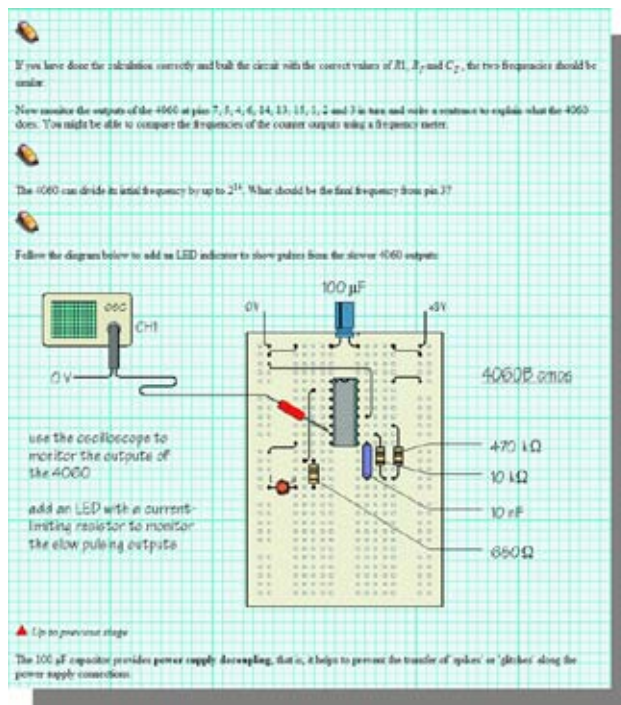 If you have done the calculation correctly and built the circuit with the correct values of R1, R_T and C_T, the two frequencies should be
similar.
Now monitor the outputs of the 4060 at pins 7, 5, 4, 6, 14, 13, 15, 1, 2 and 3 in turn and write a sentence to explain what the 4060
does. You might be able to compare the frequencies of the counter outputs using a frequency meter.
The 4060 can divide its intial frequency by up to 2^14. What should be the final frequency from pin 3?
Follow the diagram below to add an LED indicator to show pulses from the slower 4060 outputs:
100 µF
0V
+5V
osc
CH1
0 V
4060B cmos
use the oscilloscope to
monitor the outputs of
the 4060
470 kΩ
10 kΩ
add an LED with a current-
limiting resistor to monitor
the slow pulsing outputs
10 nF
680Ω
Up to previous stage
The 100 µF capacitor provides power supply decoupling, that is, it helps to prevent the transfer of 'spikes' or 'glitches' along the
power supply connections.